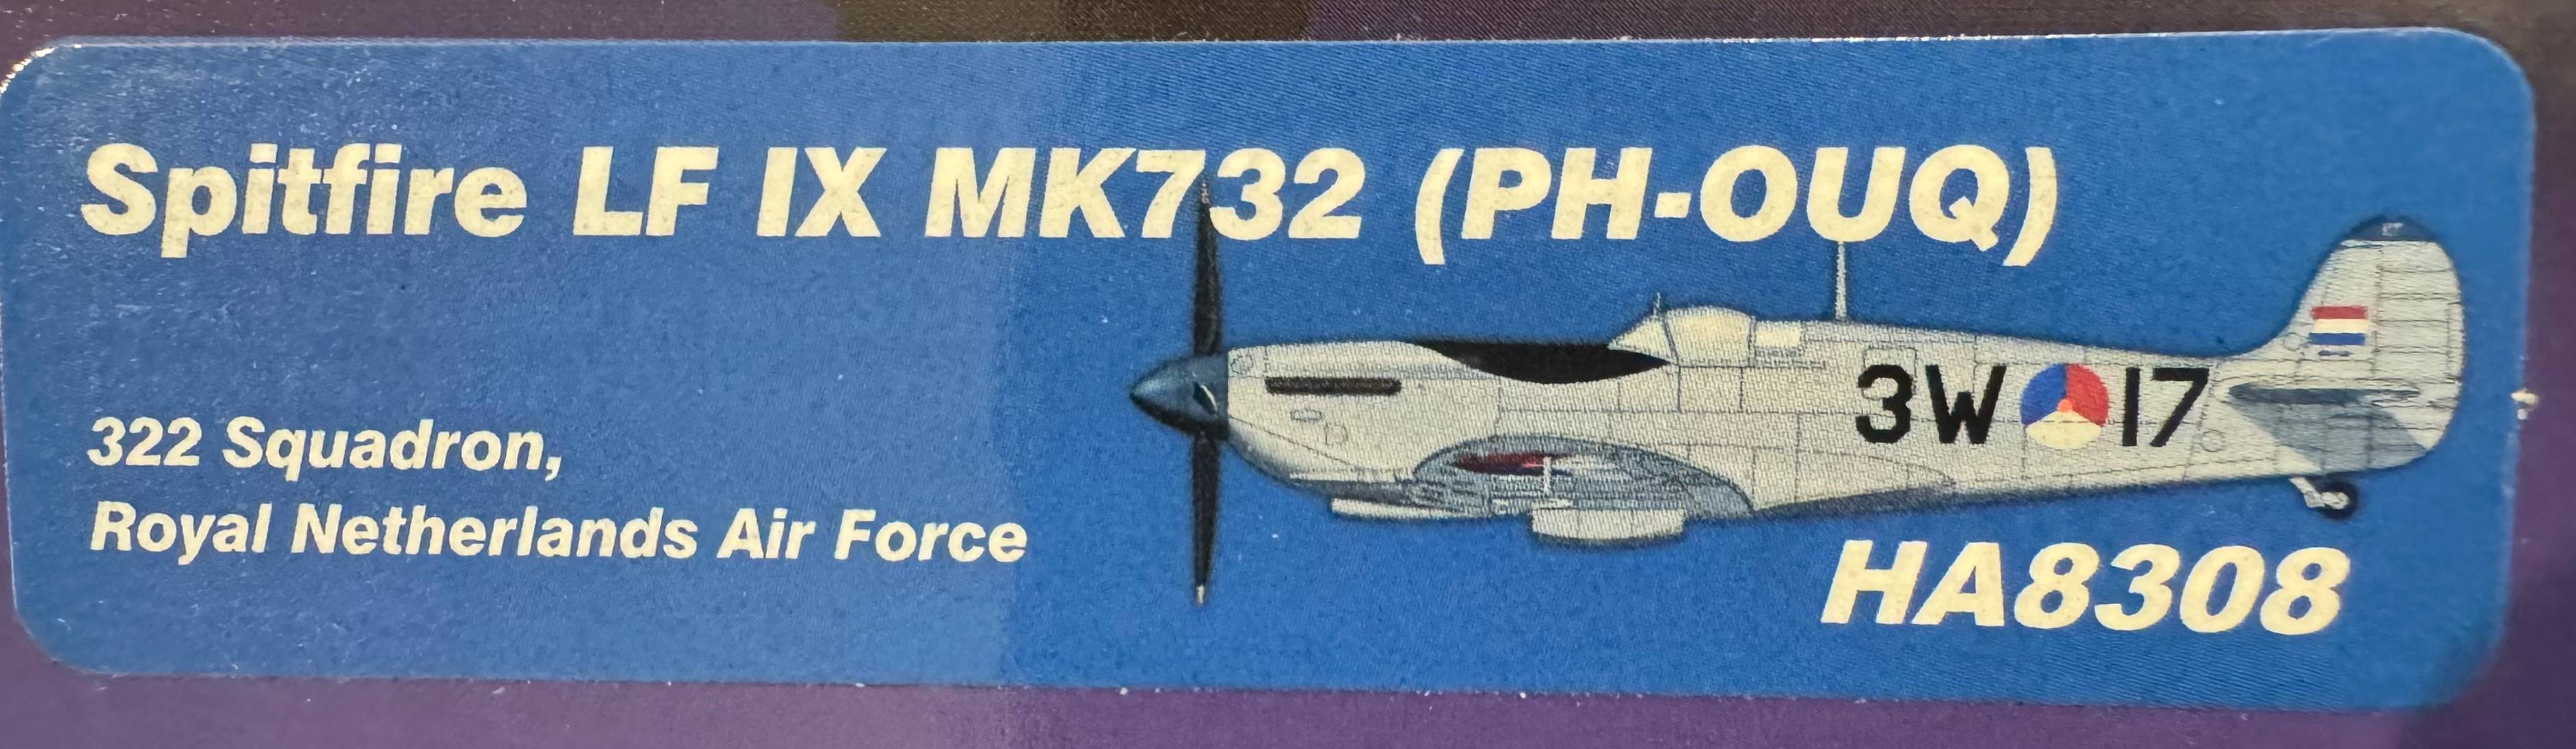 Spitfire LF IX MK732 (PH-OUQ)
3W 17
322 Squadron,
Royal Netherlands Air Force
HA8308